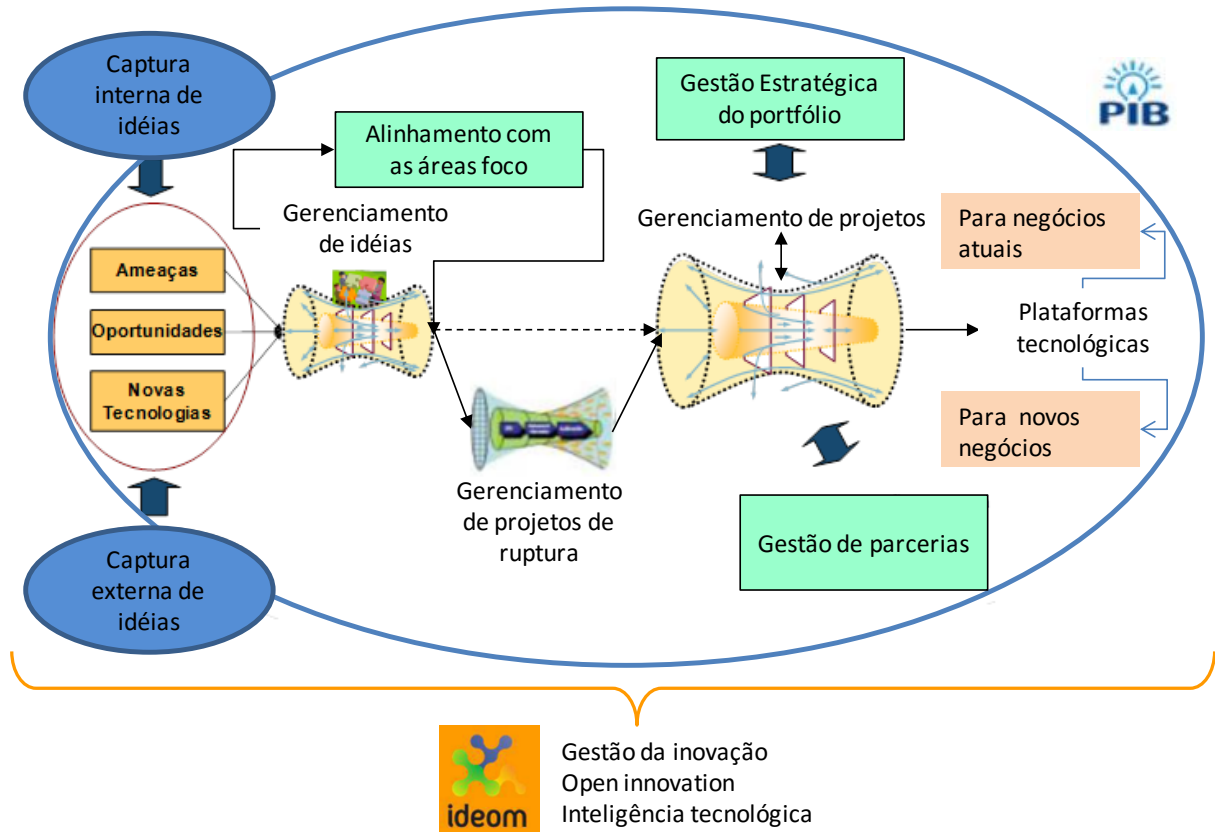 Captura
interna de
idéias
Gestão Estratégica
do portfólio
PIB
Alinhamento com
as áreas foco
Gerenciamento
de idéias
Gerenciamento de projetos
Para negócios
atuais
Ameaças
Oportunidades
Novas
Tecnologias
Plataformas
tecnológicas
Para novos
negócios
Gerenciamento
de projetos de
ruptura
Gestão de parcerias
Captura
externa de
idéias
ideom
Gestão da inovação
Open innovation
Inteligência tecnológica